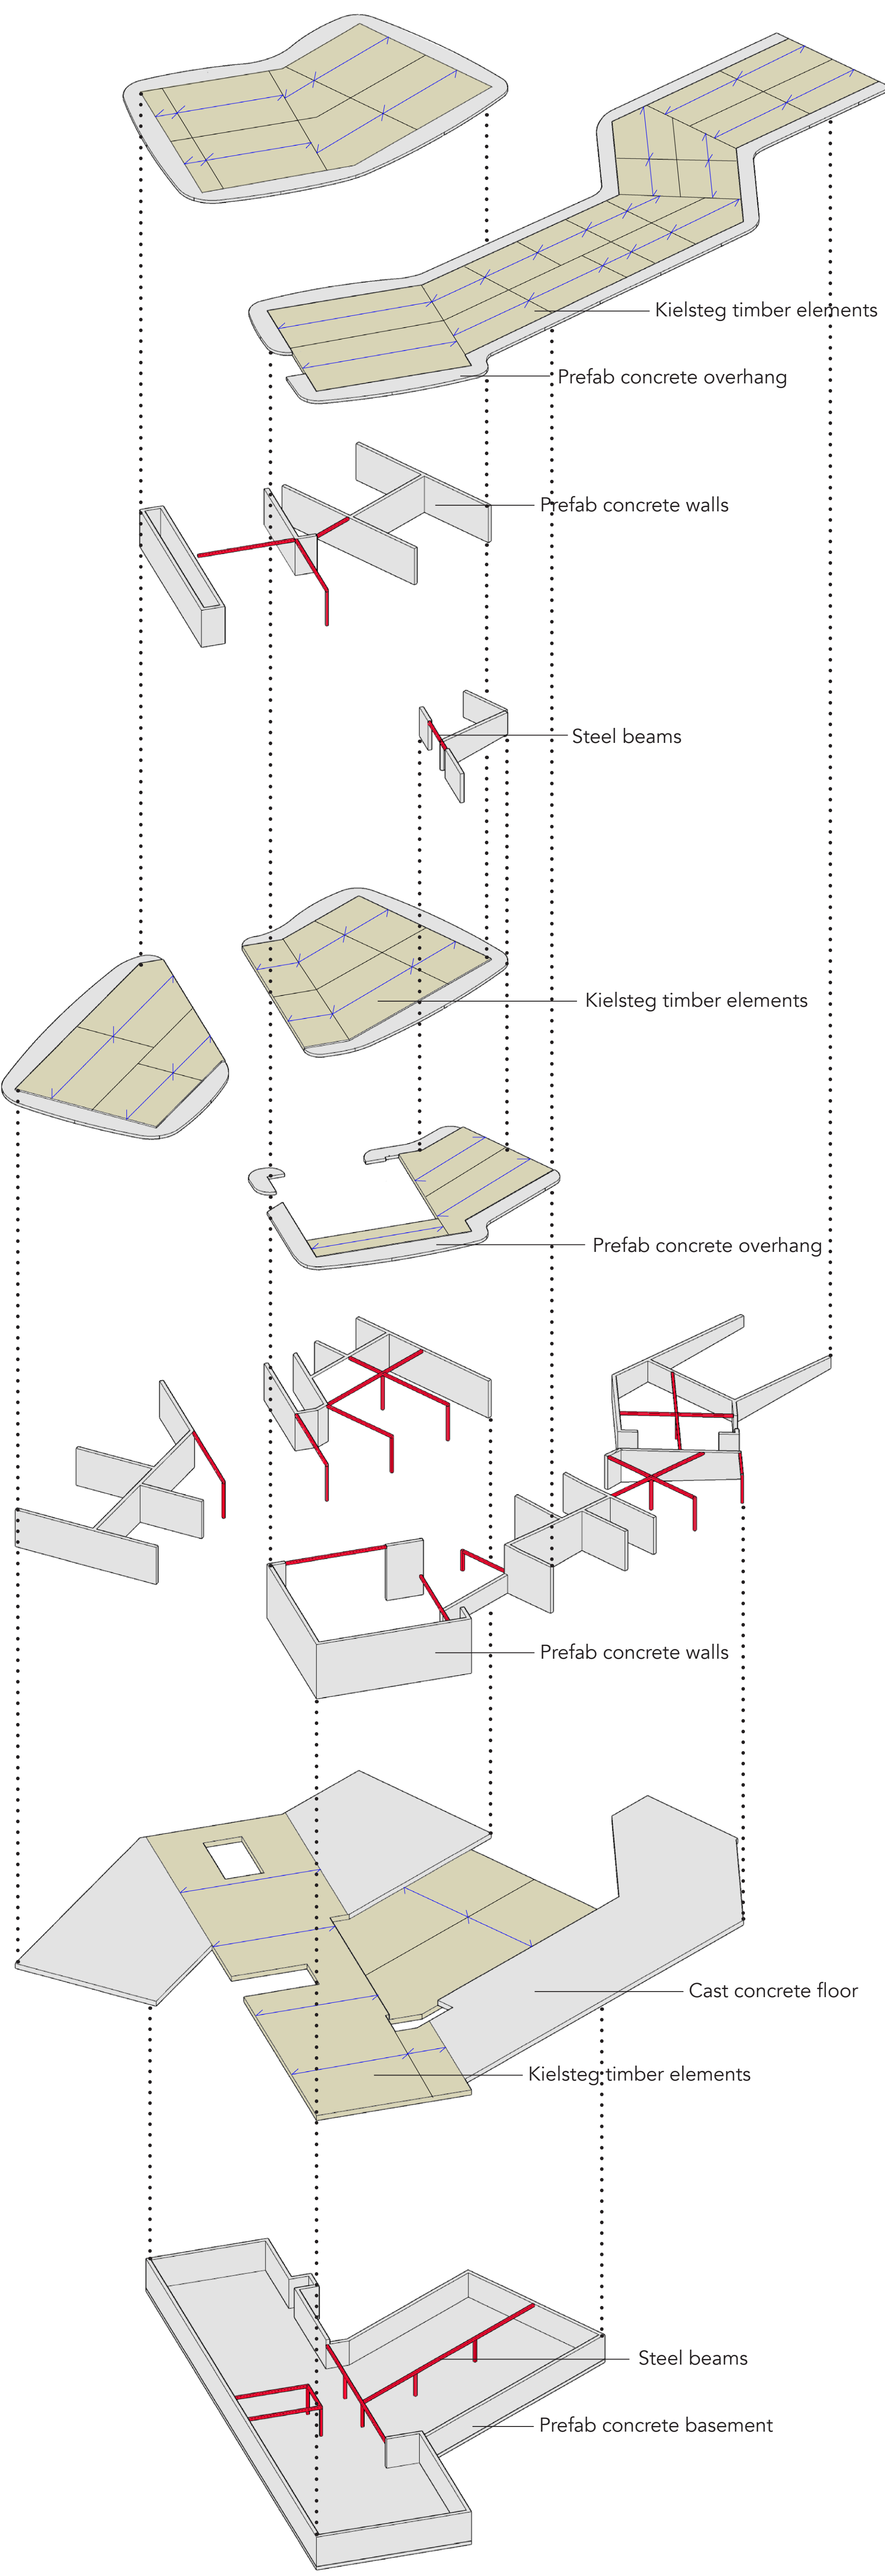 Kielsteg timber elements
Prefab concrete overhang
Prefab concrete walls
Steel beams
Kielsteg timber elements
Prefab concrete overhang
Prefab concrete walls
Cast concrete floor
Kielsteg timber elements
Steel beams
Prefab concrete basement